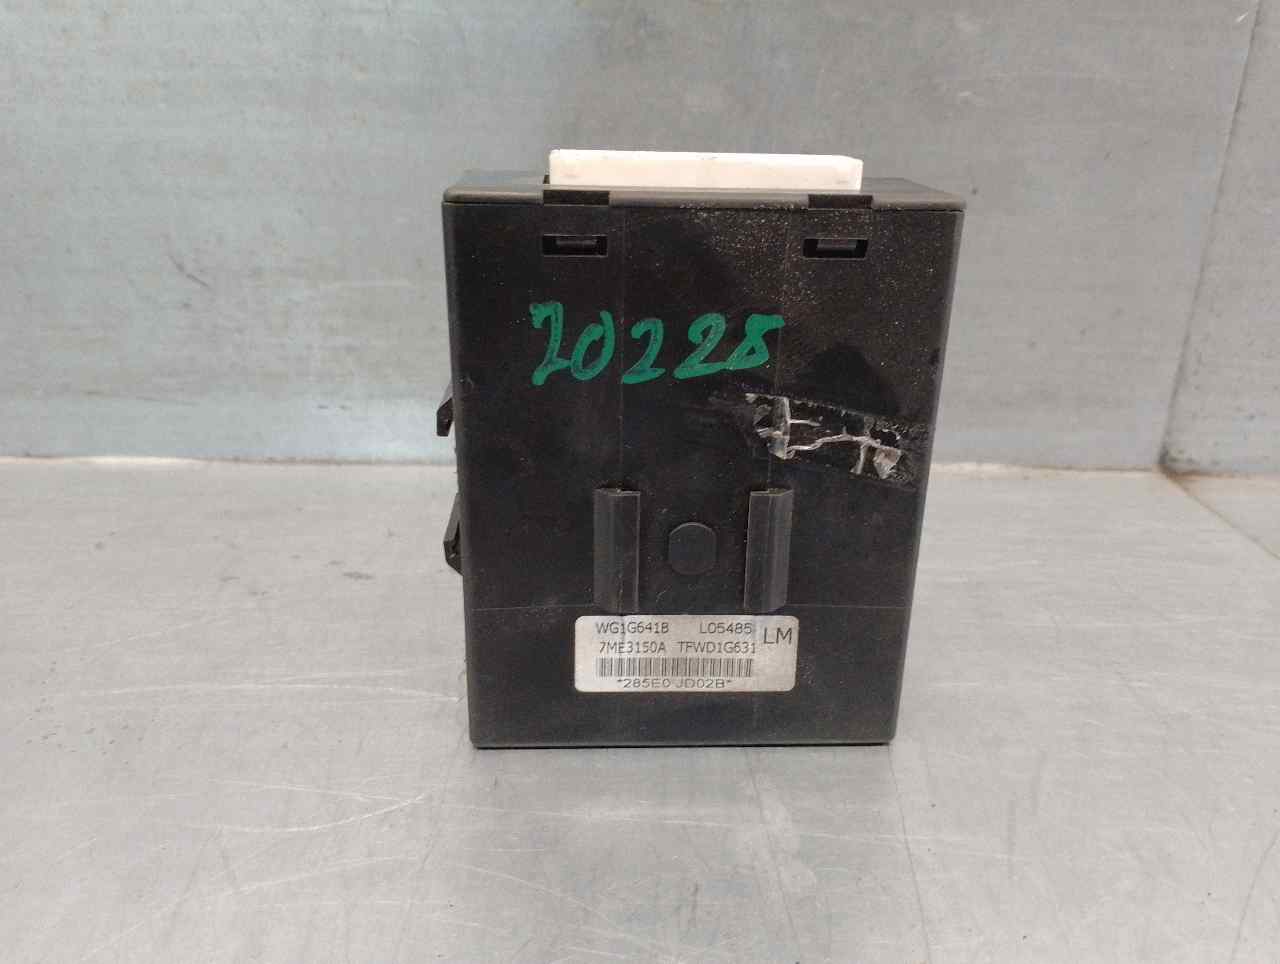 20228
WG1G641B L05485 LM
7ME3150A TFWD1G631
*285E0 JD02B*